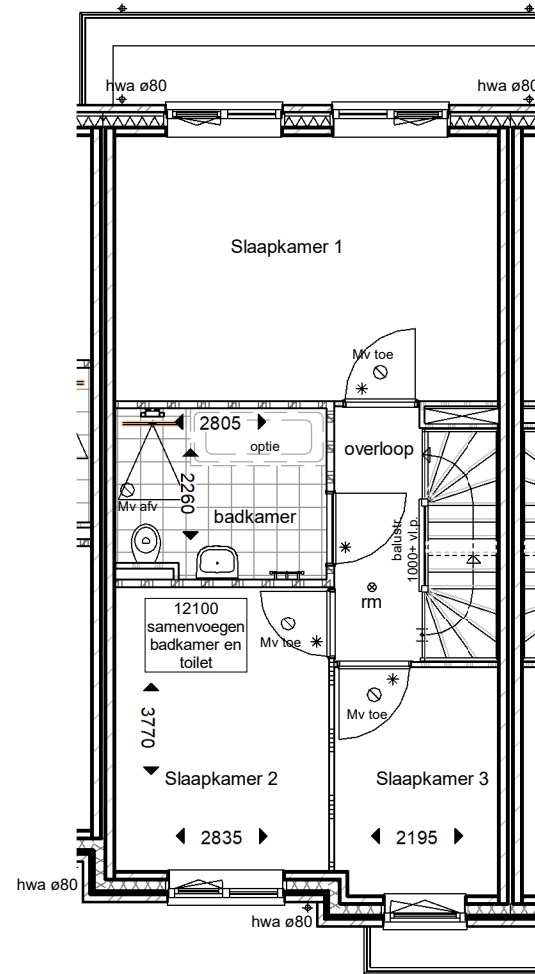 hwa ø80
hwa ø80
Slaapkamer 1
Mv toe
2805
optie
overloop
2260
Mv afv
badkamer
balustr.
1000+ vl.p.
rm
12100
samenvoegen
badkamer en
toilet
Mv toe
3770
Mv toe
Slaapkamer 2
Slaapkamer 3
2835
2195
hwa ø80
hwa ø80